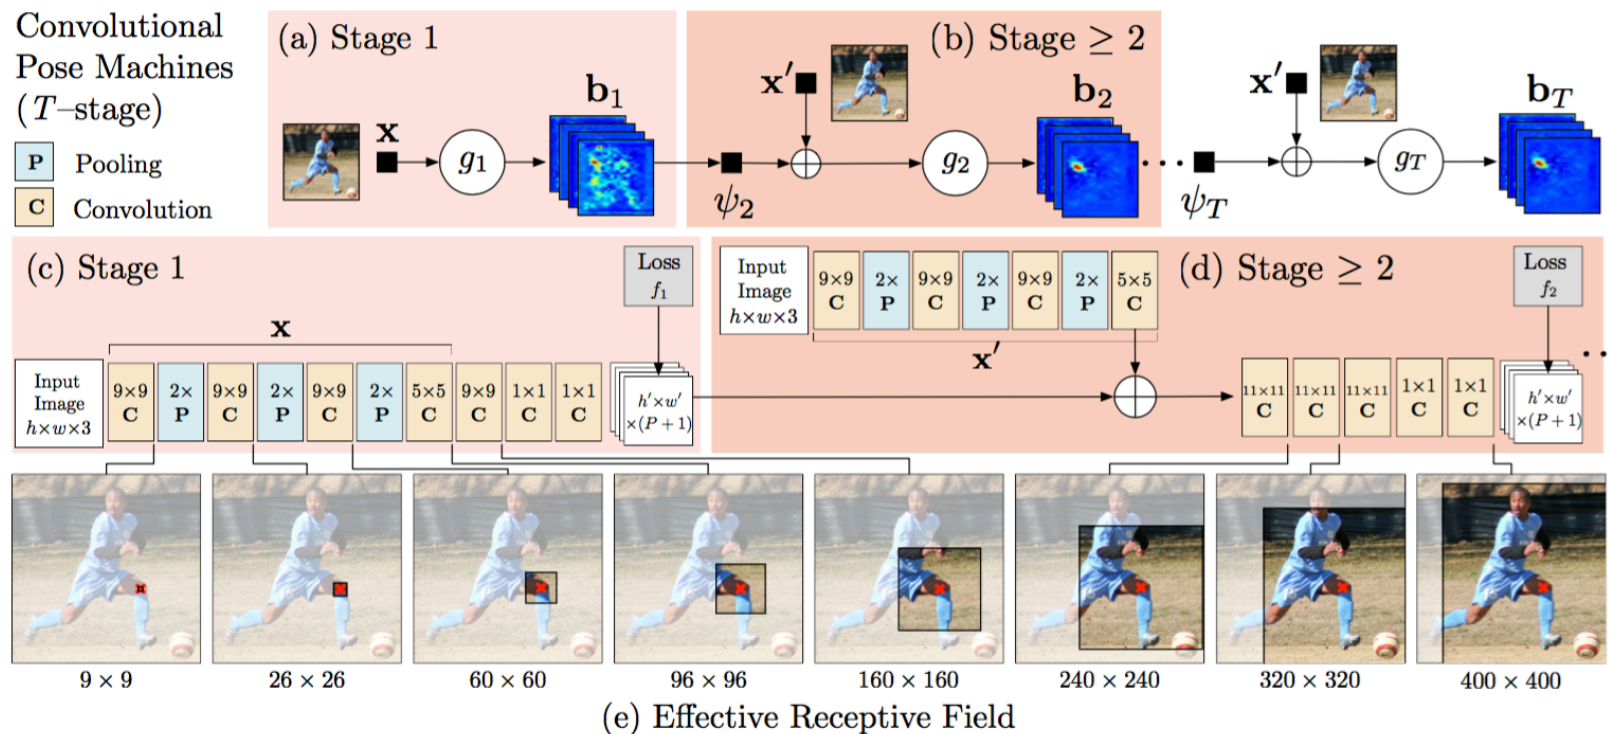 Convolutional
Pose Machines
(T–stage)
P Pooling
C Convolution
(a) Stage 1
x
g₁
b₁
(b) Stage ≥ 2
x′
ψ₂
g₂
b₂
x′
ψ_T
g_T
b_T
(c) Stage 1
Loss
f₁
x
Input
Image
h×w×3
9×9
C
2×
P
9×9
C
2×
P
9×9
C
2×
P
5×5
C
9×9
C
1×1
C
1×1
C
h′×w′
×(P + 1)
Input
Image
h×w×3
9×9
C
2×
P
9×9
C
2×
P
9×9
C
2×
P
5×5
C
x′
(d) Stage ≥ 2
Loss
f₂
11×11
C
11×11
C
11×11
C
1×1
C
1×1
C
h′×w′
×(P + 1)
9 × 9
26 × 26
60 × 60
96 × 96
160 × 160
240 × 240
320 × 320
400 × 400
(e) Effective Receptive Field